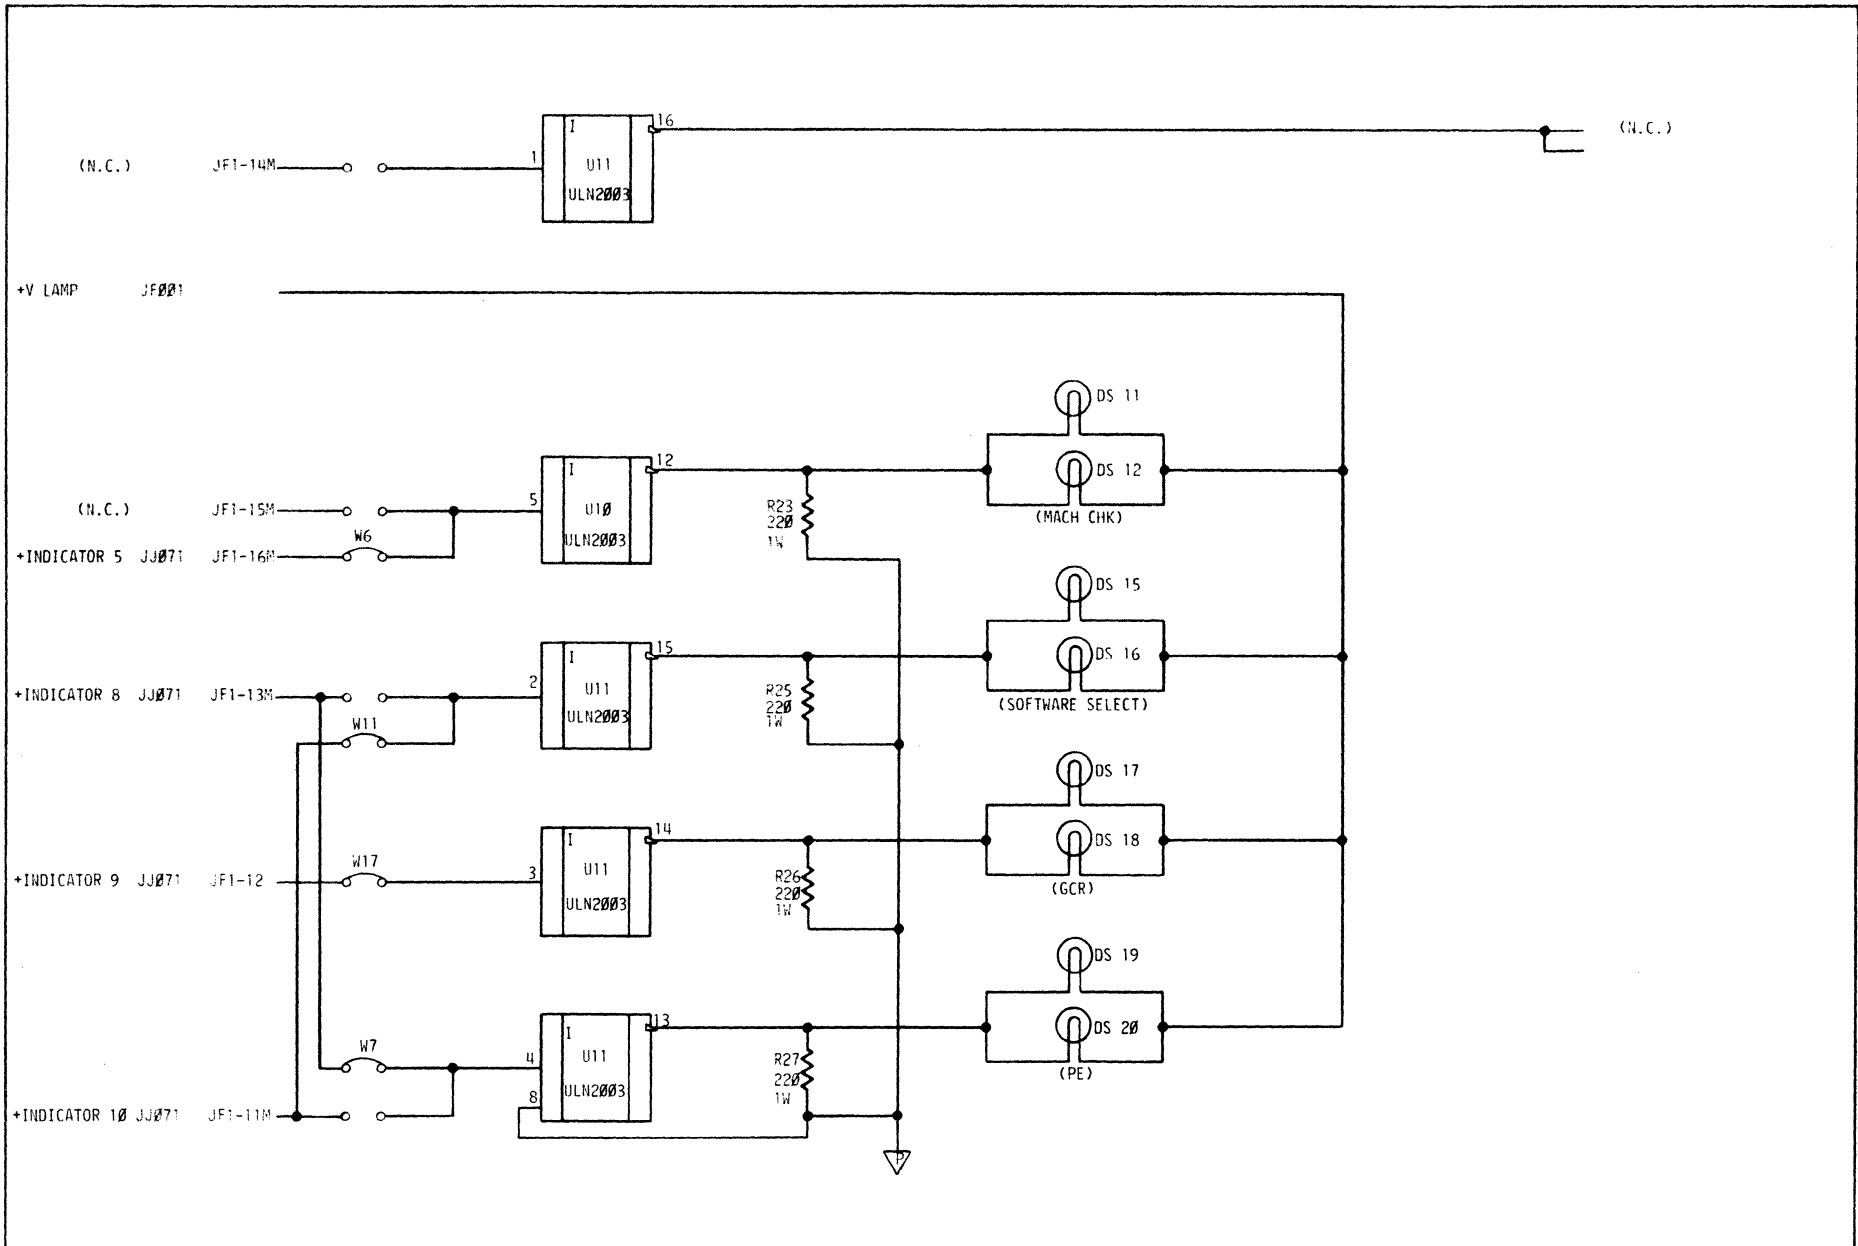 I 16
(N.C.) JF1-14M 1 U11 (N.C.)
ULN2ØØ3
+V LAMP JFØØ1
DS 11
I 12 DS 12
(N.C.) JF1-15M 5 U1Ø R23 (MACH CHK)
22Ø
ULN2ØØ3 1W
W6
+INDICATOR 5 JJØ71 JF1-16M
DS 15
I 15 DS 16
+INDICATOR 8 JJØ71 JF1-13M 2 U11 R25 (SOFTWARE SELECT)
22Ø
ULN2ØØ3 1W
W11
DS 17
I 14 DS 18
W17
+INDICATOR 9 JJØ71 JF1-12 3 U11 R26 (GCR)
22Ø
ULN2ØØ3 1W
DS 19
I 13 DS 2Ø
W7 4 U11 R27 (PE)
22Ø
ULN2ØØ3 1W
8
+INDICATOR 1Ø JJØ71 JF1-11M
P